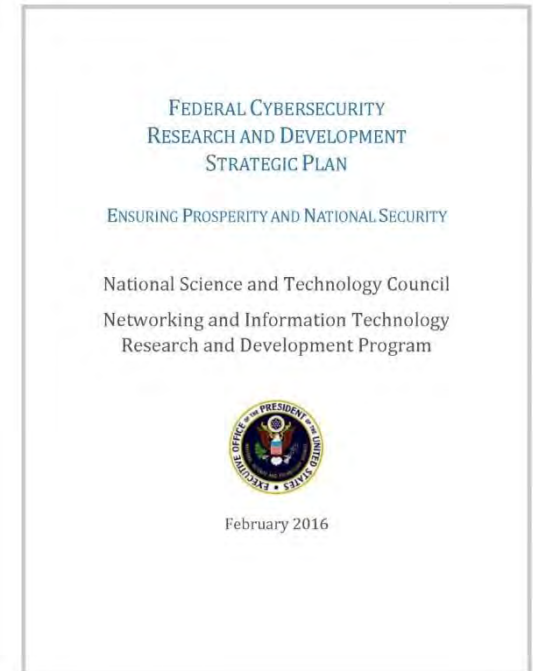 FEDERAL CYBERSECURITY
RESEARCH AND DEVELOPMENT
STRATEGIC PLAN
ENSURING PROSPERITY AND NATIONAL SECURITY
National Science and Technology Council
Networking and Information Technology
Research and Development Program
EXECUTIVE OFFICE OF THE PRESIDENT OF THE UNITED STATES
February 2016